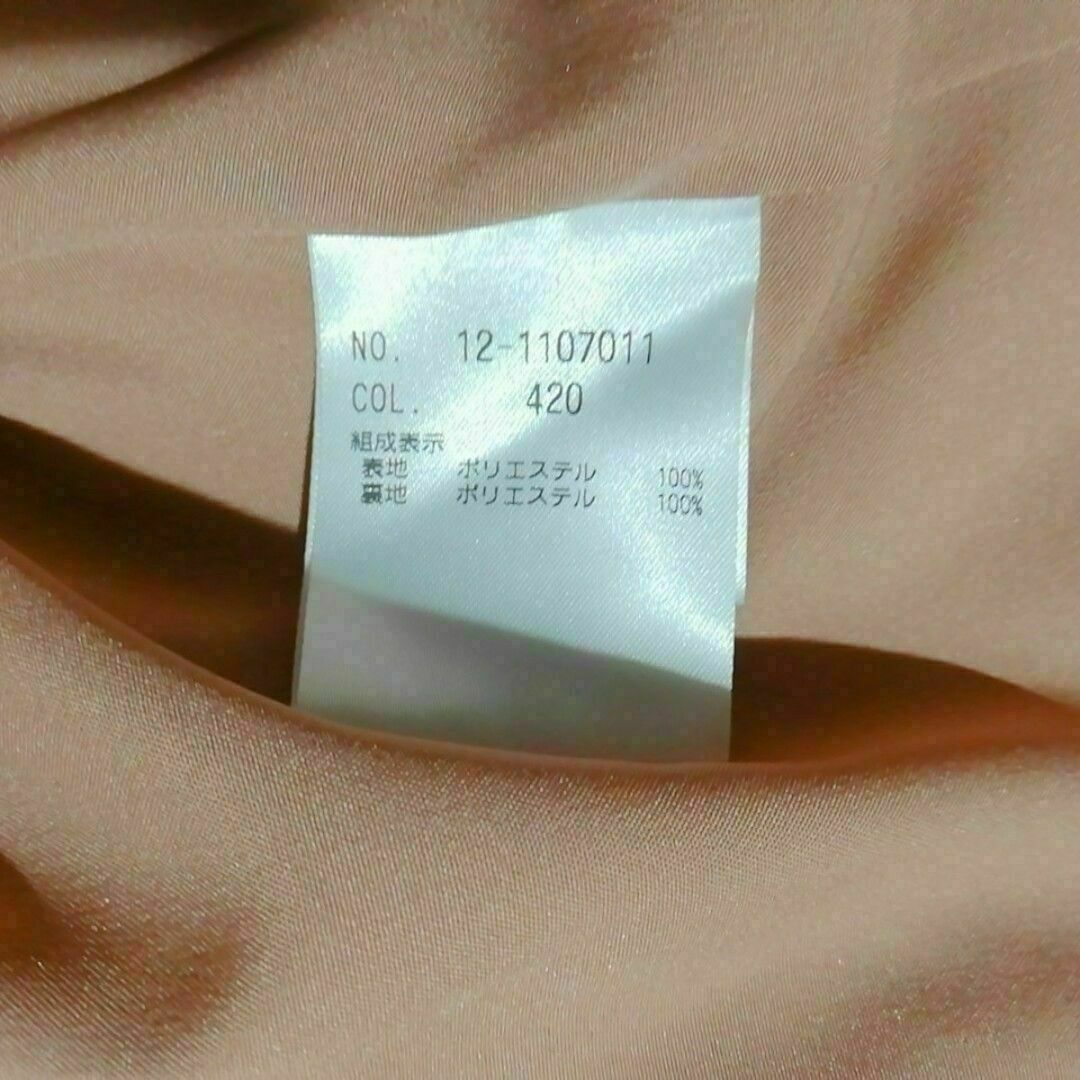 NO. 12-1107011
COL. 420
組成表示
表地 ポリエステル 100%
裏地 ポリエステル 100%